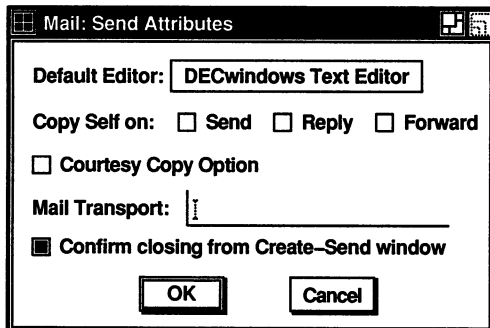 Mail: Send Attributes
Default Editor: DECwindows Text Editor
Copy Self on: Send Reply Forward
Courtesy Copy Option
Mail Transport:
Confirm closing from Create–Send window
OK Cancel